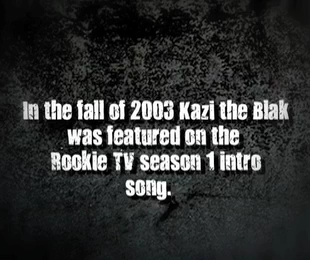 In the fall of 2003 Kazi the Blak
was featured on the
Rookie TV season 1 intro
song.